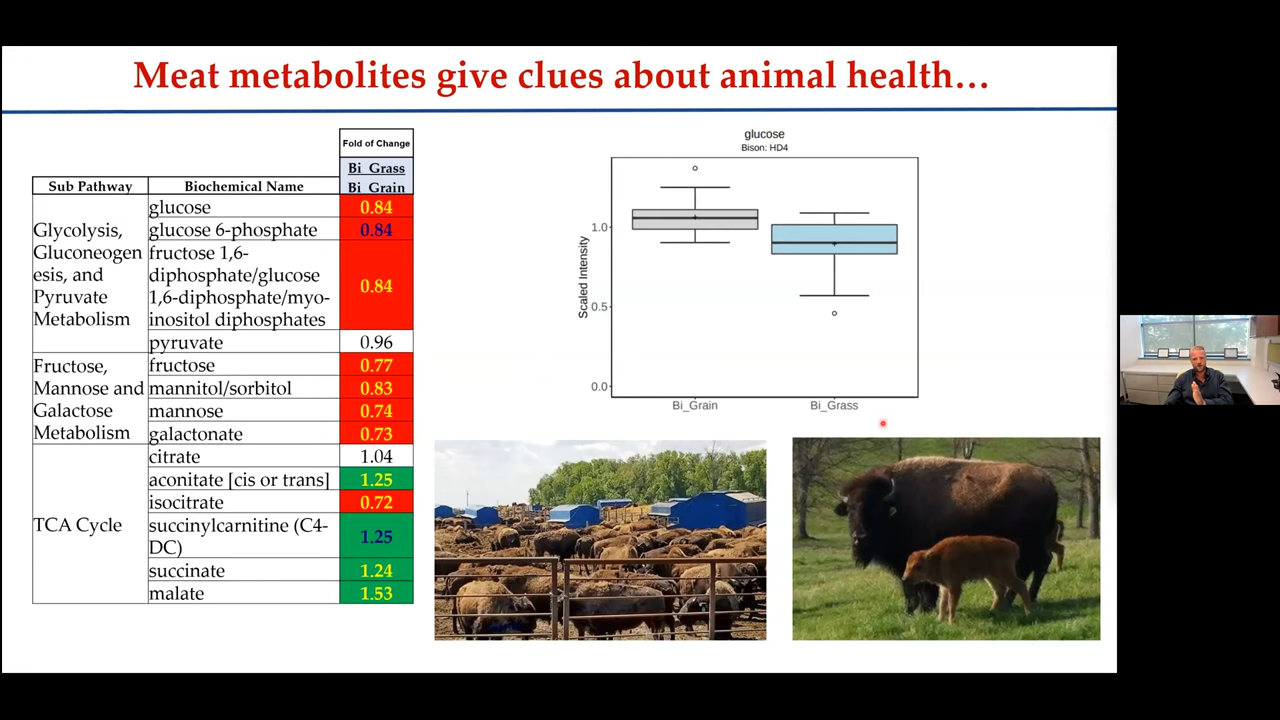 Meat metabolites give clues about animal health…
Fold of Change
Bi_Grass
Bi_Grain
Sub Pathway
Biochemical Name
Glycolysis,
Gluconeogen
esis, and
Pyruvate
Metabolism
glucose
0.84
glucose 6-phosphate
0.84
fructose 1,6-
diphosphate/glucose
1,6-diphosphate/myo-
inositol diphosphates
0.84
pyruvate
0.96
Fructose,
Mannose and
Galactose
Metabolism
fructose
0.77
mannitol/sorbitol
0.83
mannose
0.74
galactonate
0.73
TCA Cycle
citrate
1.04
aconitate [cis or trans]
1.25
isocitrate
0.72
succinylcarnitine (C4-
DC)
1.25
succinate
1.24
malate
1.53
glucose
Bison: HD4
Scaled Intensity
1.0
0.5
0.0
Bi_Grain
Bi_Grass